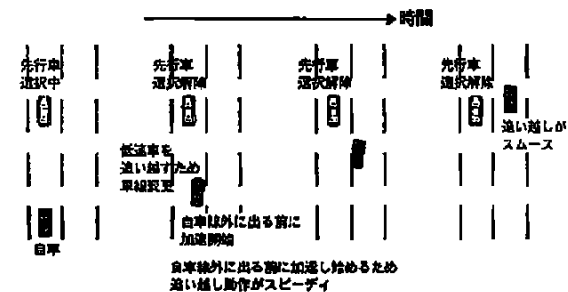 時間
先行車
選択中
先行車
選択解除
先行車
選択解除
先行車
選択解除
追い越しが
スムース
低速車を
追い越すため
車線変更
自車線外に出る前に
加速開始
自車
自車線外に出る前に加速し始めるため
追い越し動作がスピーディ